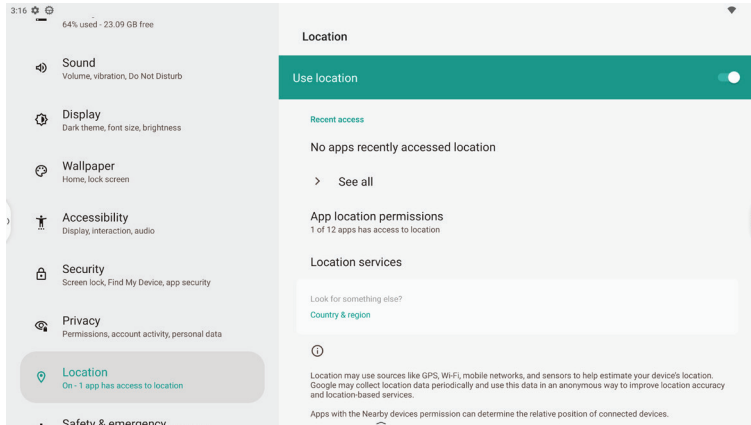 3:16
64% used - 23.09 GB free
Sound
Volume, vibration, Do Not Disturb
Display
Dark theme, font size, brightness
Wallpaper
Home, lock screen
Accessibility
Display, interaction, audio
Security
Screen lock, Find My Device, app security
Privacy
Permissions, account activity, personal data
Location
On - 1 app has access to location
Safety & emergency
Location
Use location
Recent access
No apps recently accessed location
See all
App location permissions
1 of 12 apps has access to location
Location services
Look for something else?
Country & region
Location may use sources like GPS, Wi-Fi, mobile networks, and sensors to help estimate your device's location.
Google may collect location data periodically and use this data in an anonymous way to improve location accuracy
and location-based services.
Apps with the Nearby devices permission can determine the relative position of connected devices.